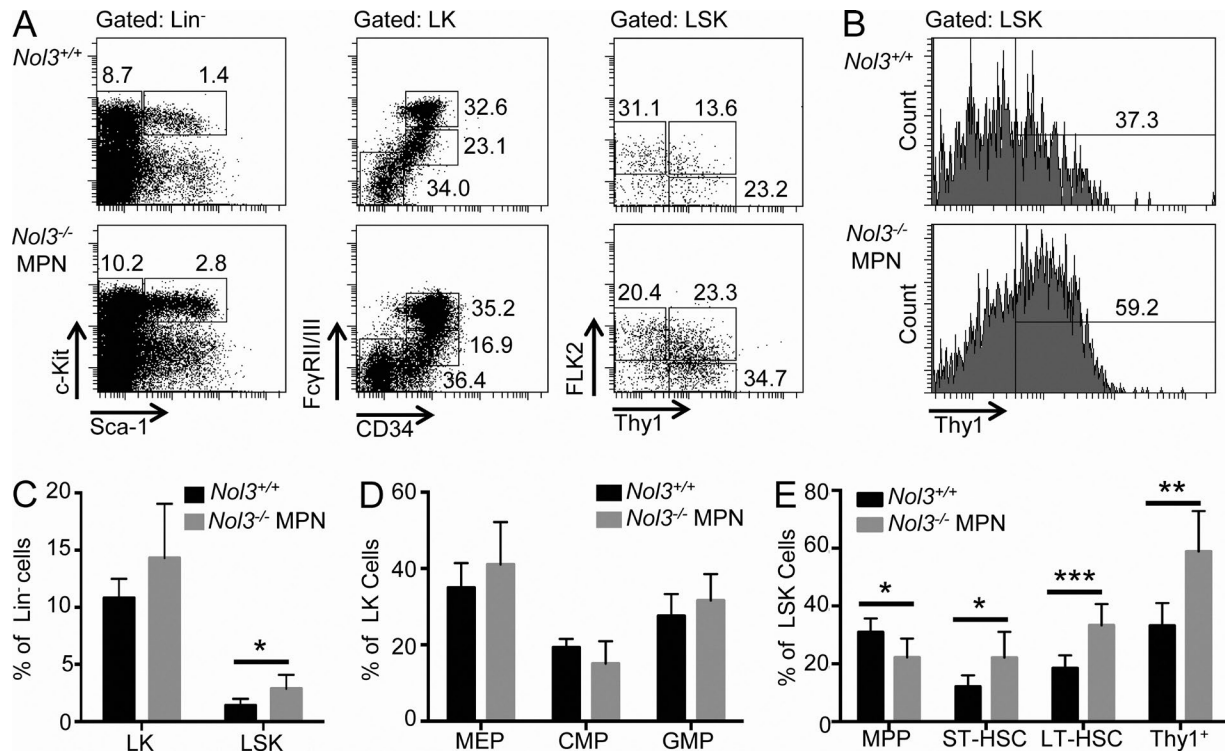 A
Gated: Lin-
Gated: LK
Gated: LSK
Nol3+/+
8.7
1.4
32.6
23.1
34.0
31.1
13.6
23.2
Nol3-/-
MPN
10.2
2.8
35.2
16.9
36.4
20.4
23.3
34.7
c-Kit
Sca-1
FcγRII/III
CD34
FLK2
Thy1
B
Gated: LSK
Nol3+/+
Count
37.3
Nol3-/-
MPN
Count
59.2
Thy1
C
% of Lin- cells
20
15
10
5
0
Nol3+/+
Nol3-/- MPN
*
LK
LSK
D
% of LK Cells
60
40
20
0
Nol3+/+
Nol3-/- MPN
MEP
CMP
GMP
E
% of LSK Cells
80
60
40
20
0
Nol3+/+
Nol3-/- MPN
*
*
***
**
MPP
ST-HSC
LT-HSC
Thy1+